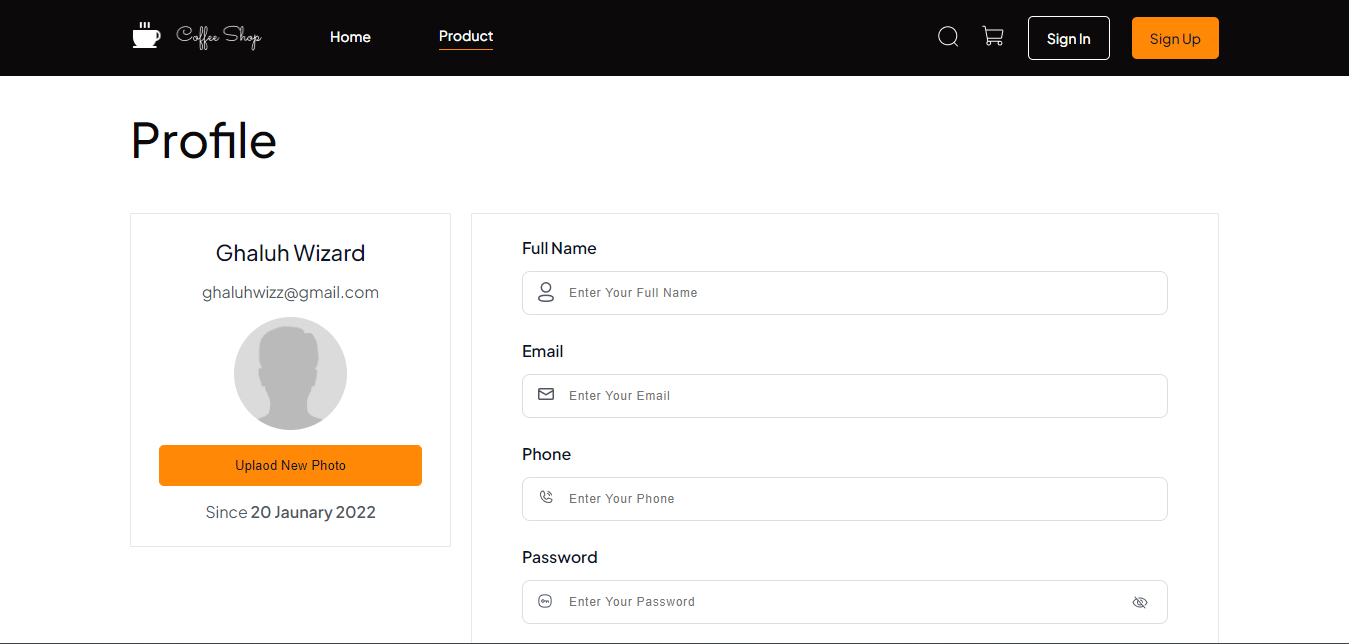 Coffee Shop
Home
Product
Sign In
Sign Up
Profile
Ghaluh Wizard
ghaluhwizz@gmail.com
Uplaod New Photo
Since 20 Jaunary 2022
Full Name
Enter Your Full Name
Email
Enter Your Email
Phone
Enter Your Phone
Password
Enter Your Password